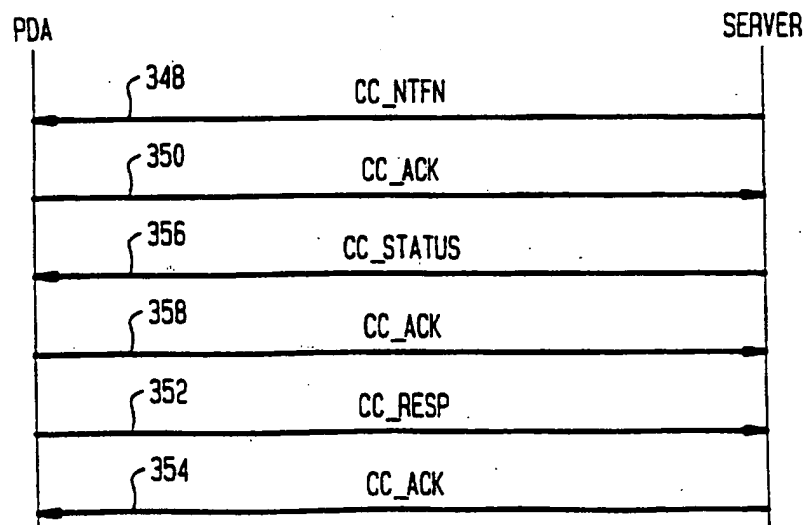 PDA SERVER
348 CC_NTFN
350 CC_ACK
356 CC_STATUS
358 CC_ACK
352 CC_RESP
354 CC_ACK